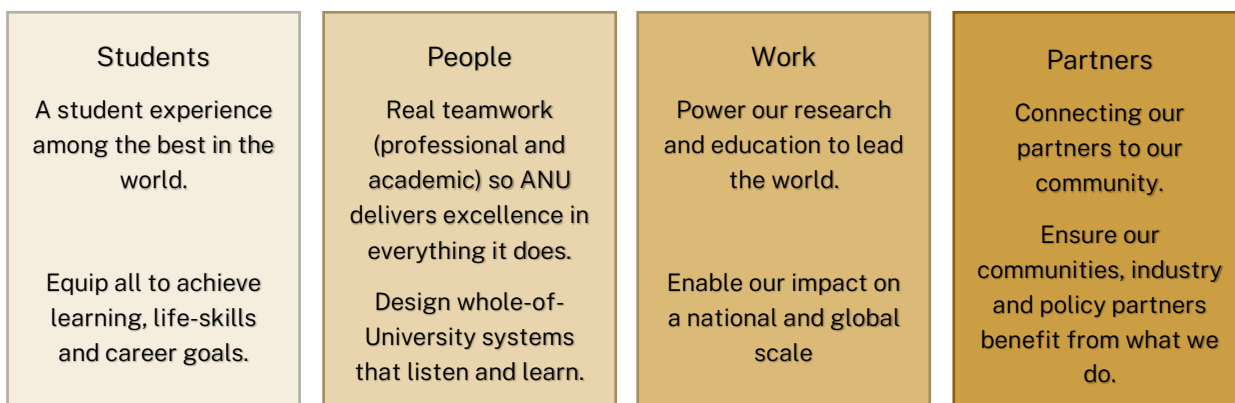 Students
A student experience
among the best in the
world.
Equip all to achieve
learning, life-skills
and career goals.
People
Real teamwork
(professional and
academic) so ANU
delivers excellence in
everything it does.
Design whole-of-
University systems
that listen and learn.
Work
Power our research
and education to lead
the world.
Enable our impact on
a national and global
scale
Partners
Connecting our
partners to our
community.
Ensure our
communities, industry
and policy partners
benefit from what we
do.